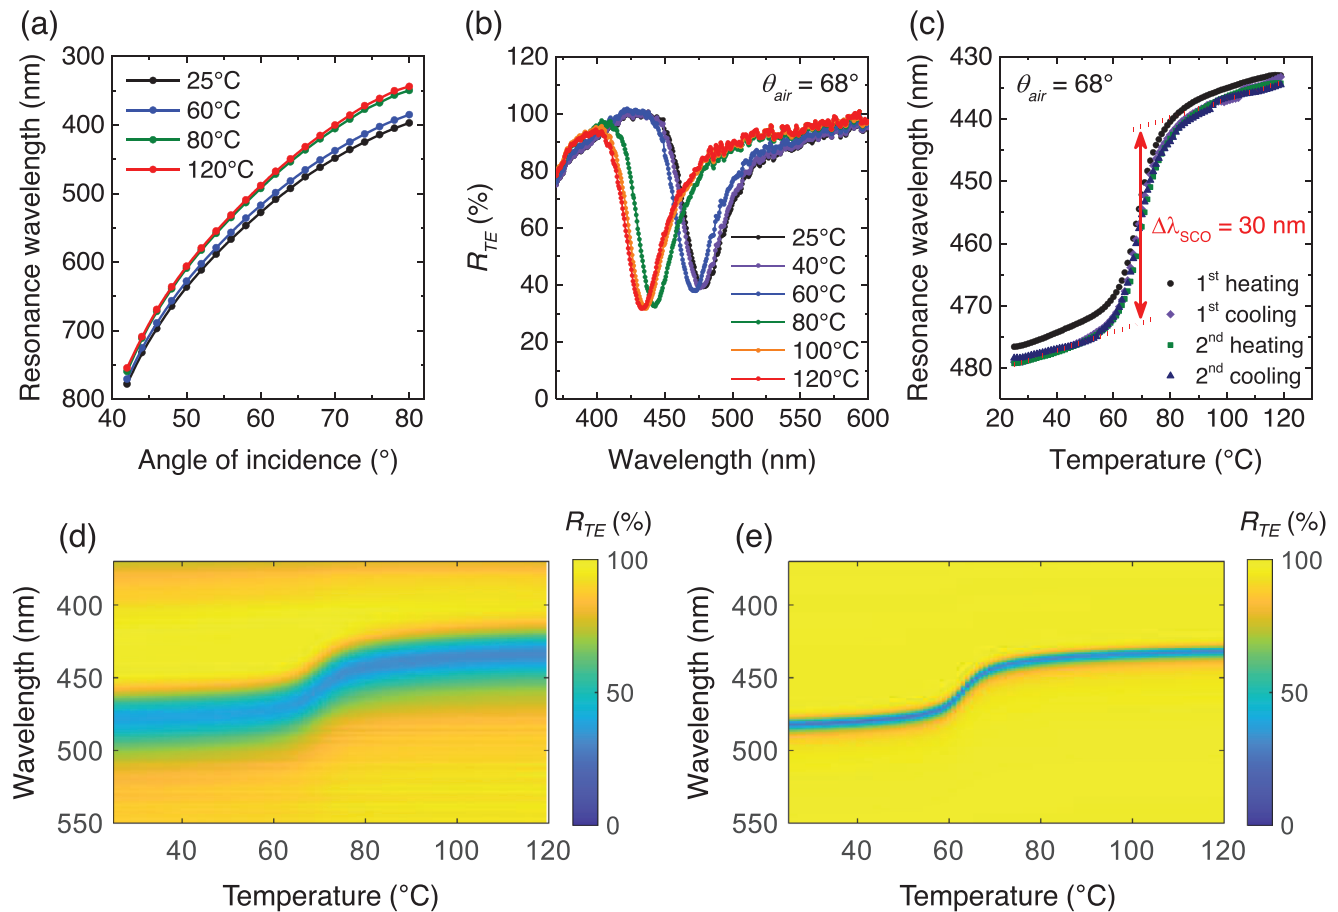 (a)
Resonance wavelength (nm)
300
400
500
600
700
800
25°C
60°C
80°C
120°C
40
50
60
70
80
Angle of incidence (°)
(b)
R_TE (%)
120
100
80
60
40
20
0
θ_air = 68°
25°C
40°C
60°C
80°C
100°C
120°C
400
450
500
550
600
Wavelength (nm)
(c)
Resonance wavelength (nm)
430
440
450
460
470
480
θ_air = 68°
Δλ_SCO = 30 nm
1st heating
1st cooling
2nd heating
2nd cooling
20
40
60
80
100
120
Temperature (°C)
(d)
R_TE (%)
Wavelength (nm)
400
450
500
550
40
60
80
100
120
Temperature (°C)
100
50
0
(e)
R_TE (%)
Wavelength (nm)
400
450
500
550
40
60
80
100
120
Temperature (°C)
100
50
0